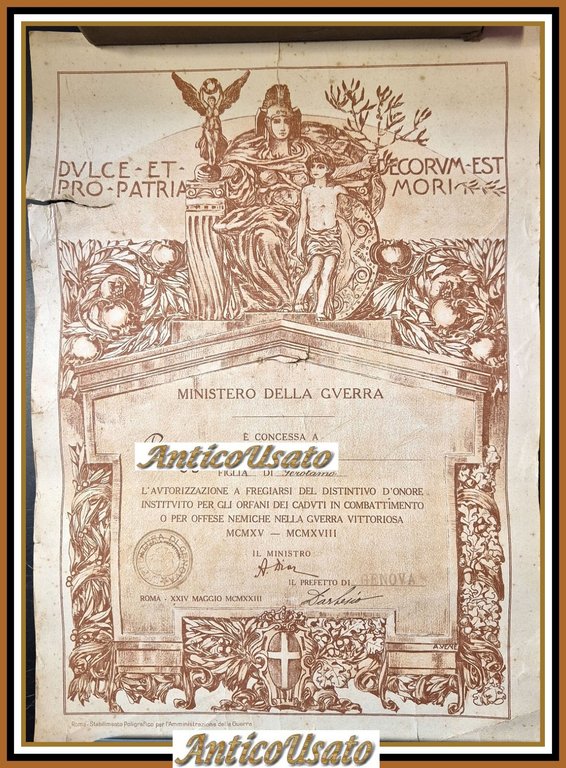 DVLCE - ET - DECORVM - EST
PRO - PATRIA MORI
MINISTERO DELLA GVERRA
È CONCESSA A
AnticoUsato
FIGLIA DI Gerolamo
L'AVTORIZZAZIONE A FREGIARSI DEL DISTINTIVO D'ONORE
INSTITVITO PER GLI ORFANI DEI CADVTI IN COMBATTIMENTO
O PER OFFESE NEMICHE NELLA GVERRA VITTORIOSA
MCMXV — MCMXVIII
IL MINISTRO
A. Diaz
IL PREFETTO DI GENOVA
ROMA - XXIV MAGGIO MCMXXIII
Roma - Stabilimento Poligrafico per l'Amministrazione della Guerra
AnticoUsato